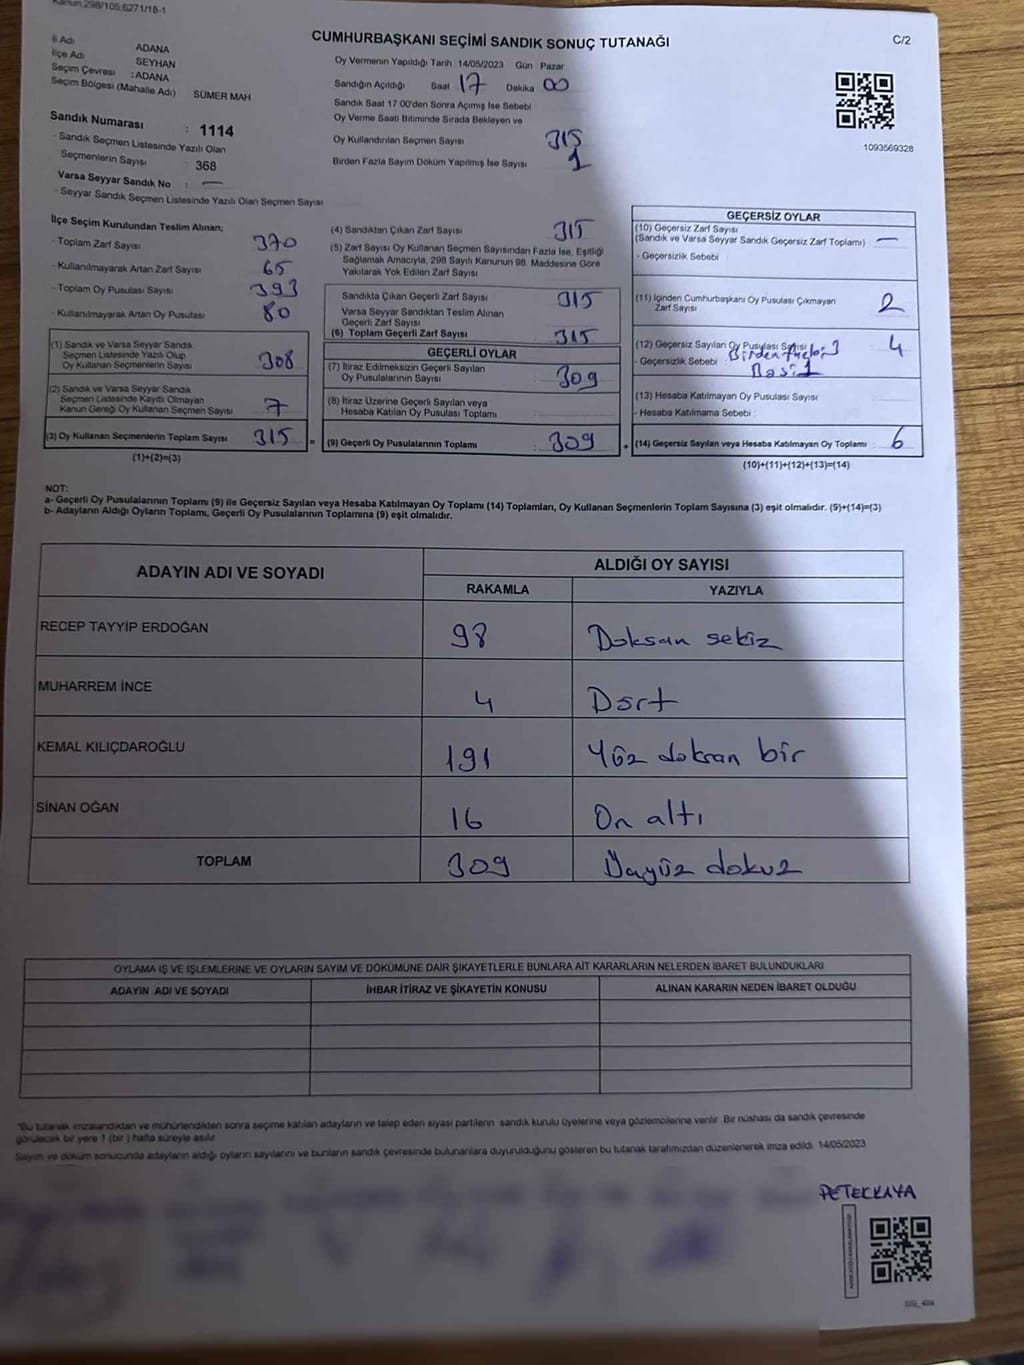 Kanun:298/105;6271/18-1
C/2
CUMHURBAŞKANI SEÇİMİ SANDIK SONUÇ TUTANAĞI
İl Adı ADANA
İlçe Adı SEYHAN
Seçim Çevresi :ADANA
Seçim Bölgesi (Mahalle Adı) SÜMER MAH
Sandık Numarası : 1114
- Sandık Seçmen Listesinde Yazılı Olan
Seçmenlerin Sayısı : 368
Varsa Seyyar Sandık No : —
- Seyyar Sandık Seçmen Listesinde Yazılı Olan Seçmen Sayısı
Oy Vermenin Yapıldığı Tarih 14/05/2023 Gün Pazar
Sandığın Açıldığı Saat 17 Dakika 00
Sandık Saat 17:00'den Sonra Açımış İse Sebebi
Oy Verme Saati Bitiminde Sırada Bekleyen ve
Oy Kullandırılan Seçmen Sayısı 315
Birden Fazla Sayım Döküm Yapılmış İse Sayısı 1
1093569328
İlçe Seçim Kurulundan Teslim Alınan;
- Toplam Zarf Sayısı 370
- Kullanılmayarak Artan Zarf Sayısı 65
- Toplam Oy Pusulası Sayısı 393
- Kullanılmayarak Artan Oy Pusulası 80
(1) Sandık ve Varsa Seyyar Sandık
Seçmen Listesinde Yazılı Olup
Oy Kullanan Seçmenlerin Sayısı 308
(2) Sandık ve Varsa Seyyar Sandık
Seçmen Listesinde Kayıtlı Olmayan
Kanun Gereği Oy Kullanan Seçmen Sayısı 7
(3) Oy Kullanan Seçmenlerin Toplam Sayısı 315 =
(1)+(2)=(3)
(4) Sandıktan Çıkan Zarf Sayısı 315
(5) Zarf Sayısı Oy Kullanan Seçmen Sayısından Fazla İse, Eşitliği
Sağlamak Amacıyla, 298 Sayılı Kanunun 98. Maddesine Göre
Yakılarak Yok Edilen Zarf Sayısı
Sandıkta Çıkan Geçerli Zarf Sayısı 315
Varsa Seyyar Sandıktan Teslim Alınan
Geçerli Zarf Sayısı
(6) Toplam Geçerli Zarf Sayısı 315
GEÇERLİ OYLAR
(7) İtiraz Edilmeksizin Geçerli Sayılan
Oy Pusulalarının Sayısı 309
(8) İtiraz Üzerine Geçerli Sayılan veya
Hesaba Katılan Oy Pusulası Toplamı
(9) Geçerli Oy Pusulalarının Toplamı : 309 +
GEÇERSİZ OYLAR
(10) Geçersiz Zarf Sayısı
(Sandık ve Varsa Seyyar Sandık Geçersiz Zarf Toplamı) —
- Geçersizlik Sebebi
(11) İçinden Cumhurbaşkanı Oy Pusulası Çıkmayan
Zarf Sayısı 2
(12) Geçersiz Sayılan Oy Pusulası Sayısı 4
- Geçersizlik Sebebi : Birden
(13) Hesaba Katılmayan Oy Pusulası Sayısı
- Hesaba Katılmama Sebebi :
(14) Geçersiz Sayılan veya Hesaba Katılmayan Oy Toplamı : 6
(10)+(11)+(12)+(13)=(14)
NOT:
a- Geçerli Oy Pusulalarının Toplamı (9) ile Geçersiz Sayılan veya Hesaba Katılmayan Oy Toplamı (14) Toplamları, Oy Kullanan Seçmenlerin Toplam Sayısına (3) eşit olmalıdır. (9)+(14)=(3)
b- Adayların Aldığı Oyların Toplamı, Geçerli Oy Pusulalarının Toplamına (9) eşit olmalıdır.
ADAYIN ADI VE SOYADI ALDIĞI OY SAYISI
RAKAMLA YAZIYLA
RECEP TAYYİP ERDOĞAN 98 Doksan sekiz
MUHARREM İNCE 4 Dört
KEMAL KILIÇDAROĞLU 191 Yüz doksan bir
SİNAN OĞAN 16 On altı
TOPLAM 309 Üçyüz dokuz
OYLAMA İŞ VE İŞLEMLERİNE VE OYLARIN SAYIM VE DÖKÜMÜNE DAİR ŞİKAYETLERLE BUNLARA AİT KARARLARIN NELERDEN İBARET BULUNDUKLARI
ADAYIN ADI VE SOYADI İHBAR İTİRAZ VE ŞİKAYETİN KONUSU ALINAN KARARIN NEDEN İBARET OLDUĞU
"Bu tutanak imzalandıktan ve mühürlendikten sonra seçime katılan adayların ve talep eden siyasi partilerin sandık kurulu üyelerine veya gözlemcilerine verilir. Bir nüshası da sandık çevresinde
görülecek bir yere 1 (bir ) hafta süreyle asılır
Sayım ve döküm sonucunda adayların aldığı oyların sayılarını ve bunların sandık çevresinde bulunanlara duyurulduğunu gösteren bu tutanak tarafımızdan düzenlenerek imza edildi. 14/05/2023
PETEKKAYA